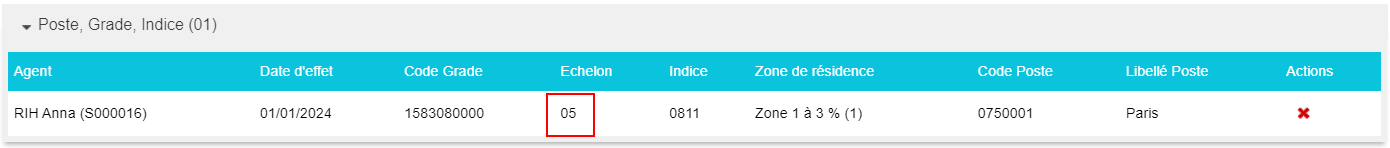 Poste, Grade, Indice (01)
Agent Date d'effet Code Grade Echelon Indice Zone de résidence Code Poste Libellé Poste Actions
RIH Anna (S000016) 01/01/2024 1583080000 05 0811 Zone 1 à 3 % (1) 0750001 Paris